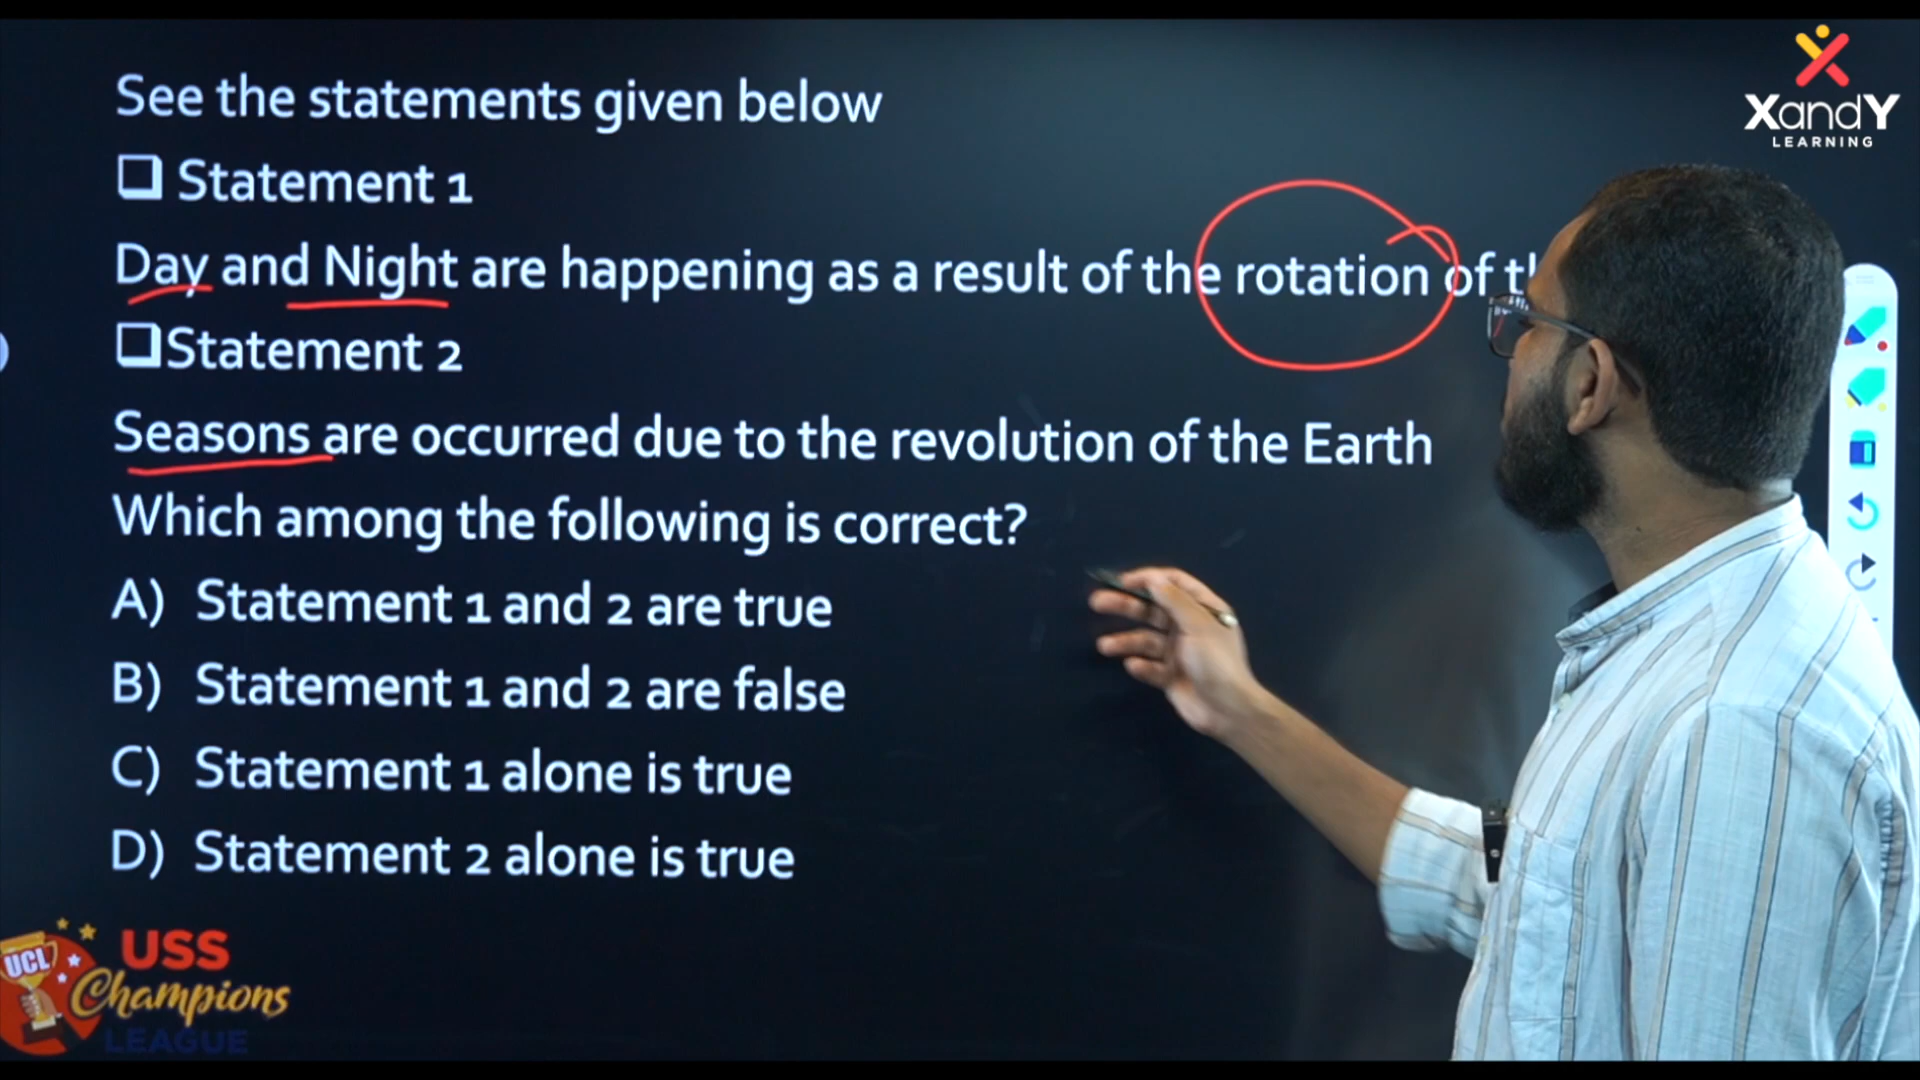 See the statements given below
Statement 1
Day and Night are happening as a result of the rotation of
Statement 2
Seasons are occurred due to the revolution of the Earth
Which among the following is correct?
A) Statement 1 and 2 are true
B) Statement 1 and 2 are false
C) Statement 1 alone is true
D) Statement 2 alone is true
XandY
LEARNING
UCL
USS
Champions
LEAGUE